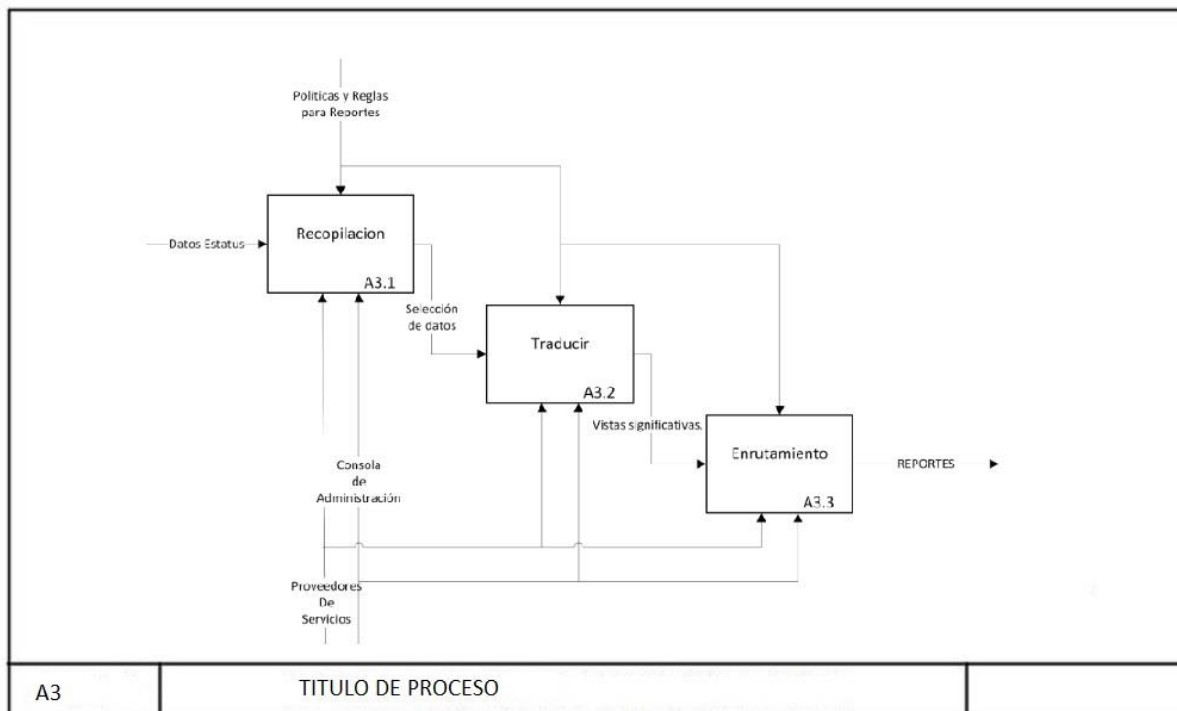 Políticas y Reglas
para Reportes
Recopilacion
Datos Estatus
A3.1
Selección
de datos
Traducir
A3.2
Vistas significativas.
Enrutamiento
REPORTES
A3.3
Consola
de
Administración
Proveedores
De
Servicios
A3
TITULO DE PROCESO